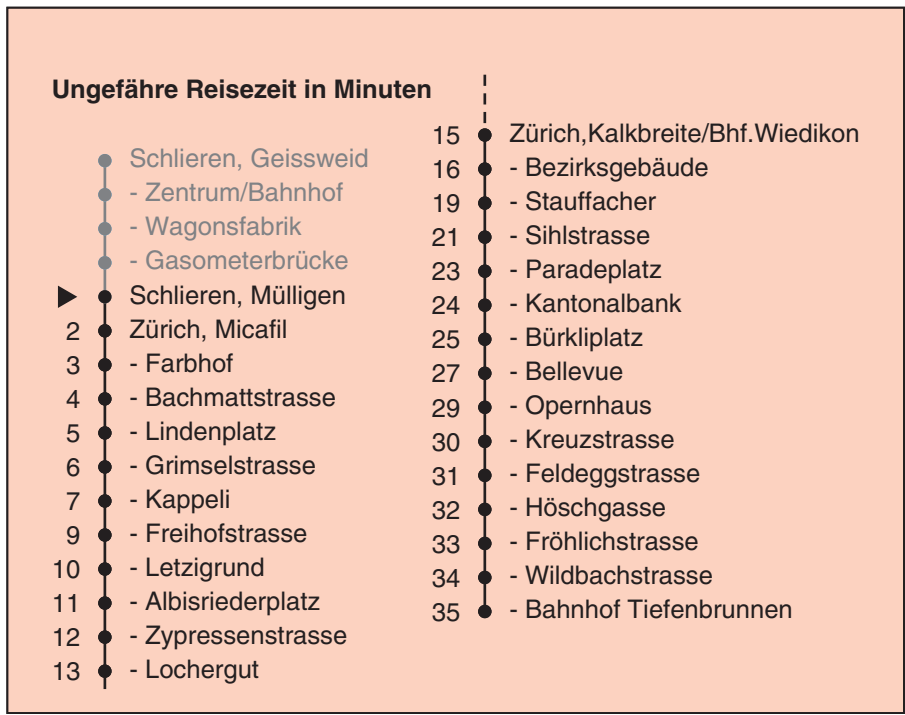 Ungefähre Reisezeit in Minuten
Schlieren, Geissweid
- Zentrum/Bahnhof
- Wagonsfabrik
- Gasometerbrücke
Schlieren, Mülligen
2 Zürich, Micafil
3 - Farbhof
4 - Bachmattstrasse
5 - Lindenplatz
6 - Grimselstrasse
7 - Kappeli
9 - Freihofstrasse
10 - Letzigrund
11 - Albisriederplatz
12 - Zypressenstrasse
13 - Lochergut
15 Zürich,Kalkbreite/Bhf.Wiedikon
16 - Bezirksgebäude
19 - Stauffacher
21 - Sihlstrasse
23 - Paradeplatz
24 - Kantonalbank
25 - Bürkliplatz
27 - Bellevue
29 - Opernhaus
30 - Kreuzstrasse
31 - Feldeggstrasse
32 - Höschgasse
33 - Fröhlichstrasse
34 - Wildbachstrasse
35 - Bahnhof Tiefenbrunnen